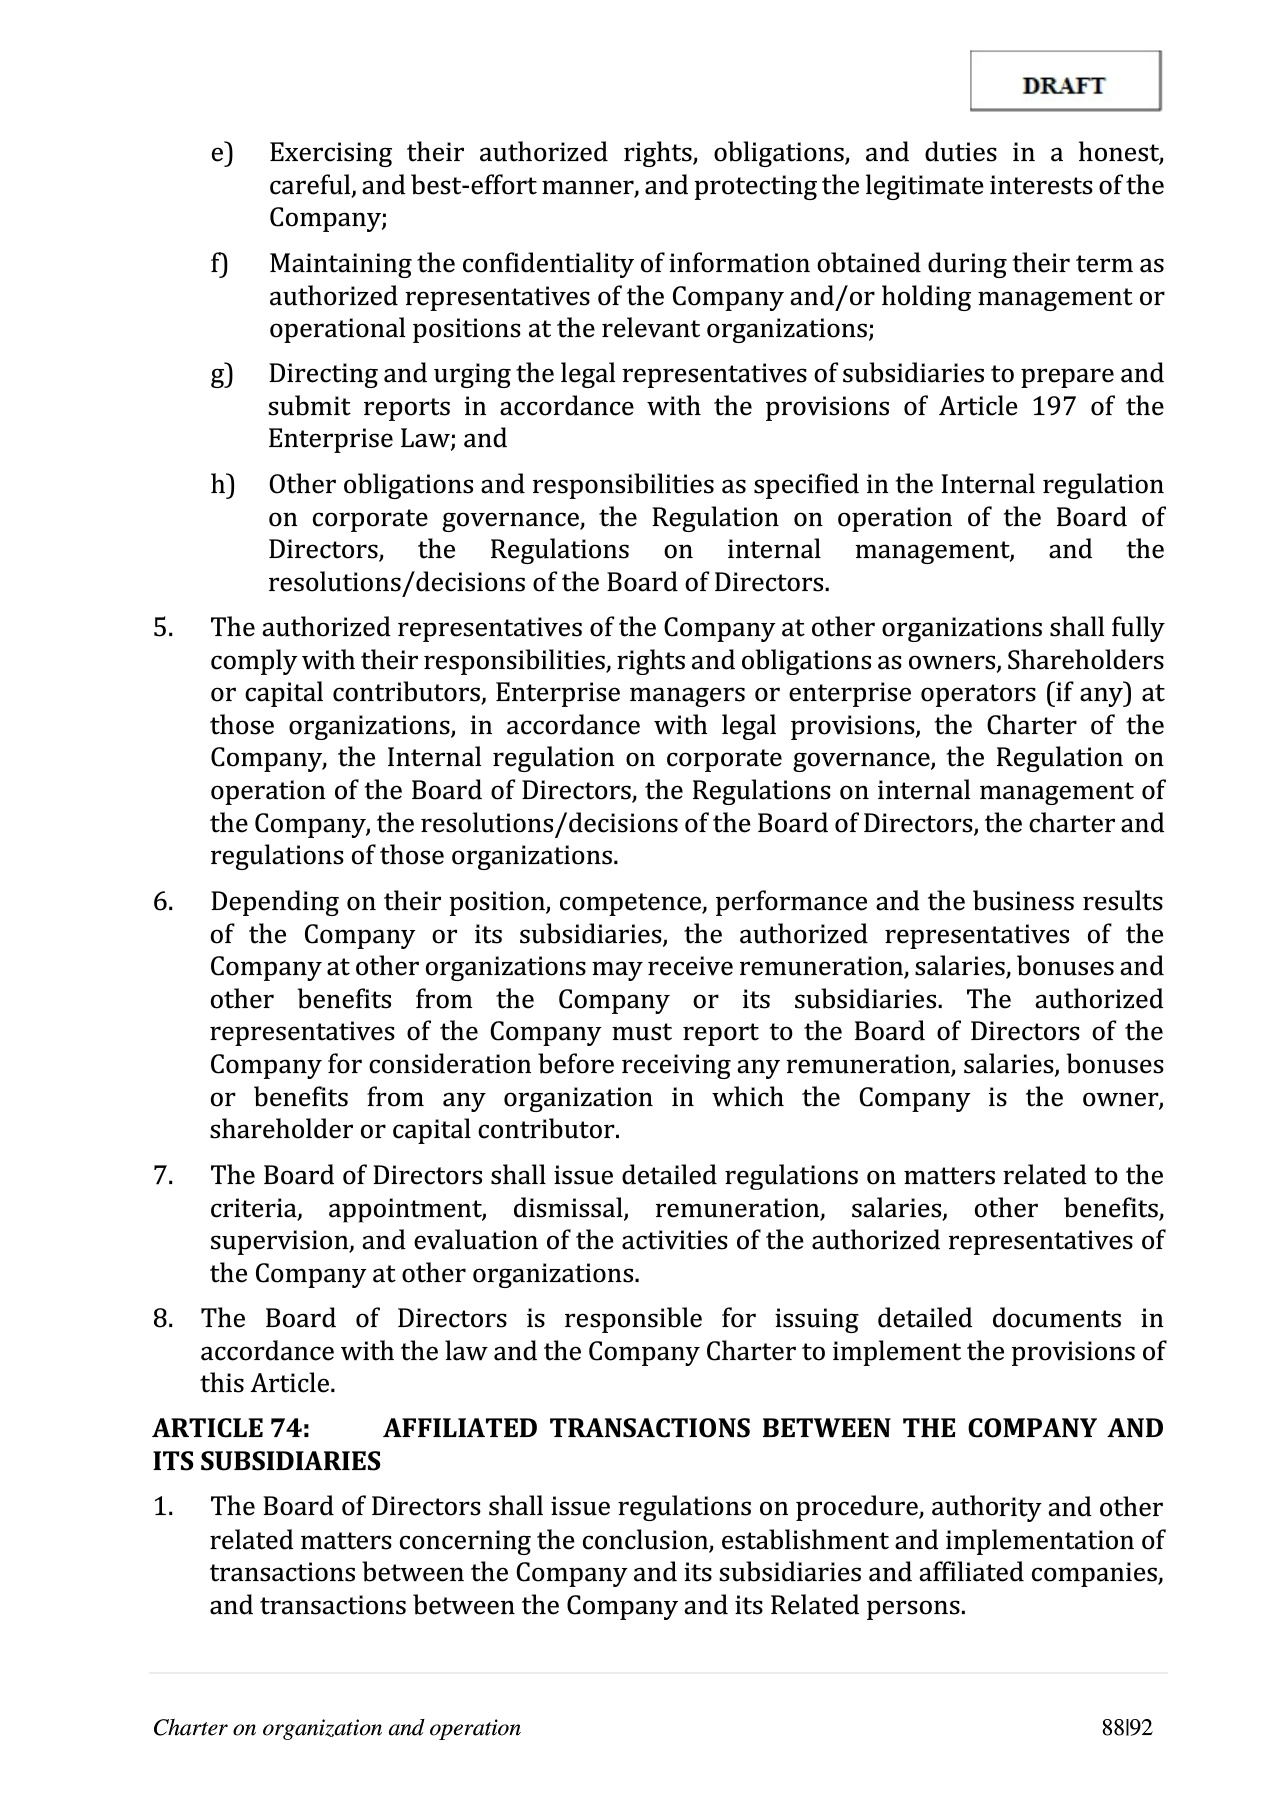 DRAFT
e) Exercising their authorized rights, obligations, and duties in a honest,
careful, and best-effort manner, and protecting the legitimate interests of the
Company;
f) Maintaining the confidentiality of information obtained during their term as
authorized representatives of the Company and/or holding management or
operational positions at the relevant organizations;
g) Directing and urging the legal representatives of subsidiaries to prepare and
submit reports in accordance with the provisions of Article 197 of the
Enterprise Law; and
h) Other obligations and responsibilities as specified in the Internal regulation
on corporate governance, the Regulation on operation of the Board of
Directors, the Regulations on internal management, and the
resolutions/decisions of the Board of Directors.
5. The authorized representatives of the Company at other organizations shall fully
comply with their responsibilities, rights and obligations as owners, Shareholders
or capital contributors, Enterprise managers or enterprise operators (if any) at
those organizations, in accordance with legal provisions, the Charter of the
Company, the Internal regulation on corporate governance, the Regulation on
operation of the Board of Directors, the Regulations on internal management of
the Company, the resolutions/decisions of the Board of Directors, the charter and
regulations of those organizations.
6. Depending on their position, competence, performance and the business results
of the Company or its subsidiaries, the authorized representatives of the
Company at other organizations may receive remuneration, salaries, bonuses and
other benefits from the Company or its subsidiaries. The authorized
representatives of the Company must report to the Board of Directors of the
Company for consideration before receiving any remuneration, salaries, bonuses
or benefits from any organization in which the Company is the owner,
shareholder or capital contributor.
7. The Board of Directors shall issue detailed regulations on matters related to the
criteria, appointment, dismissal, remuneration, salaries, other benefits,
supervision, and evaluation of the activities of the authorized representatives of
the Company at other organizations.
8. The Board of Directors is responsible for issuing detailed documents in
accordance with the law and the Company Charter to implement the provisions of
this Article.
ARTICLE 74: AFFILIATED TRANSACTIONS BETWEEN THE COMPANY AND
ITS SUBSIDIARIES
1. The Board of Directors shall issue regulations on procedure, authority and other
related matters concerning the conclusion, establishment and implementation of
transactions between the Company and its subsidiaries and affiliated companies,
and transactions between the Company and its Related persons.
Charter on organization and operation 88|92